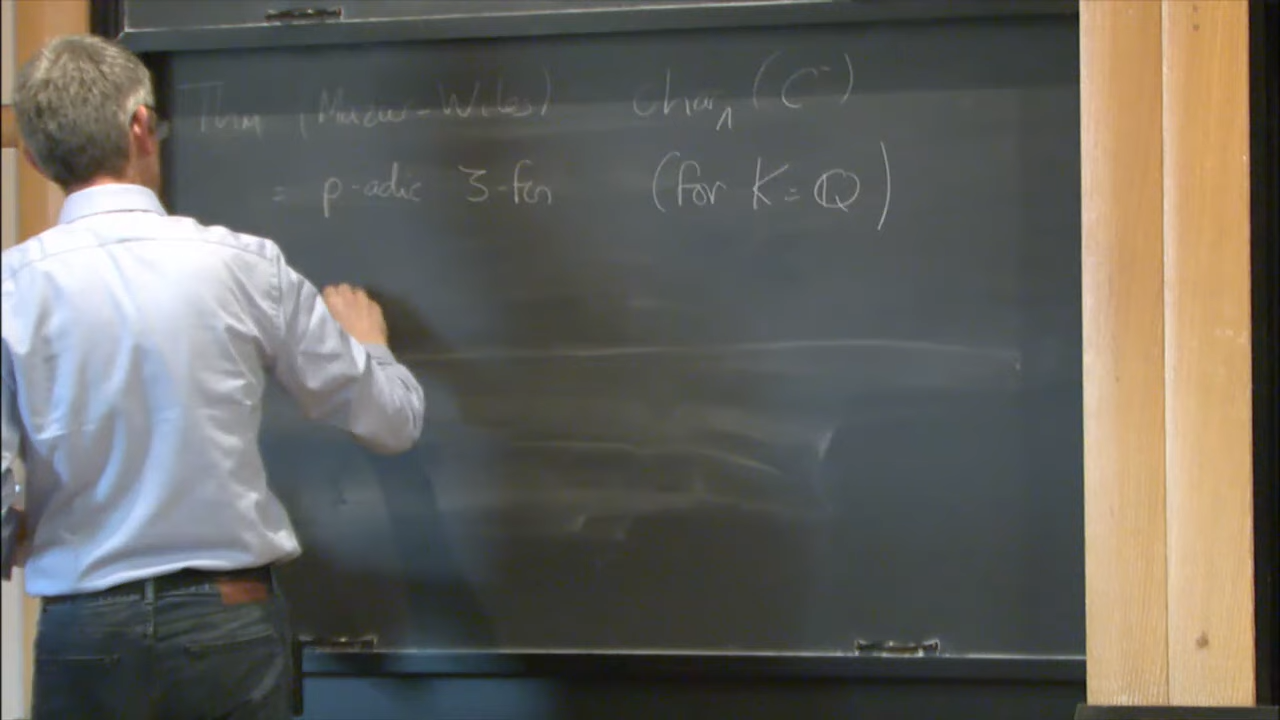 Thm (Mazur-Wiles) char_Λ (C^-)
= p-adic ζ-fcn (for K = ℚ)